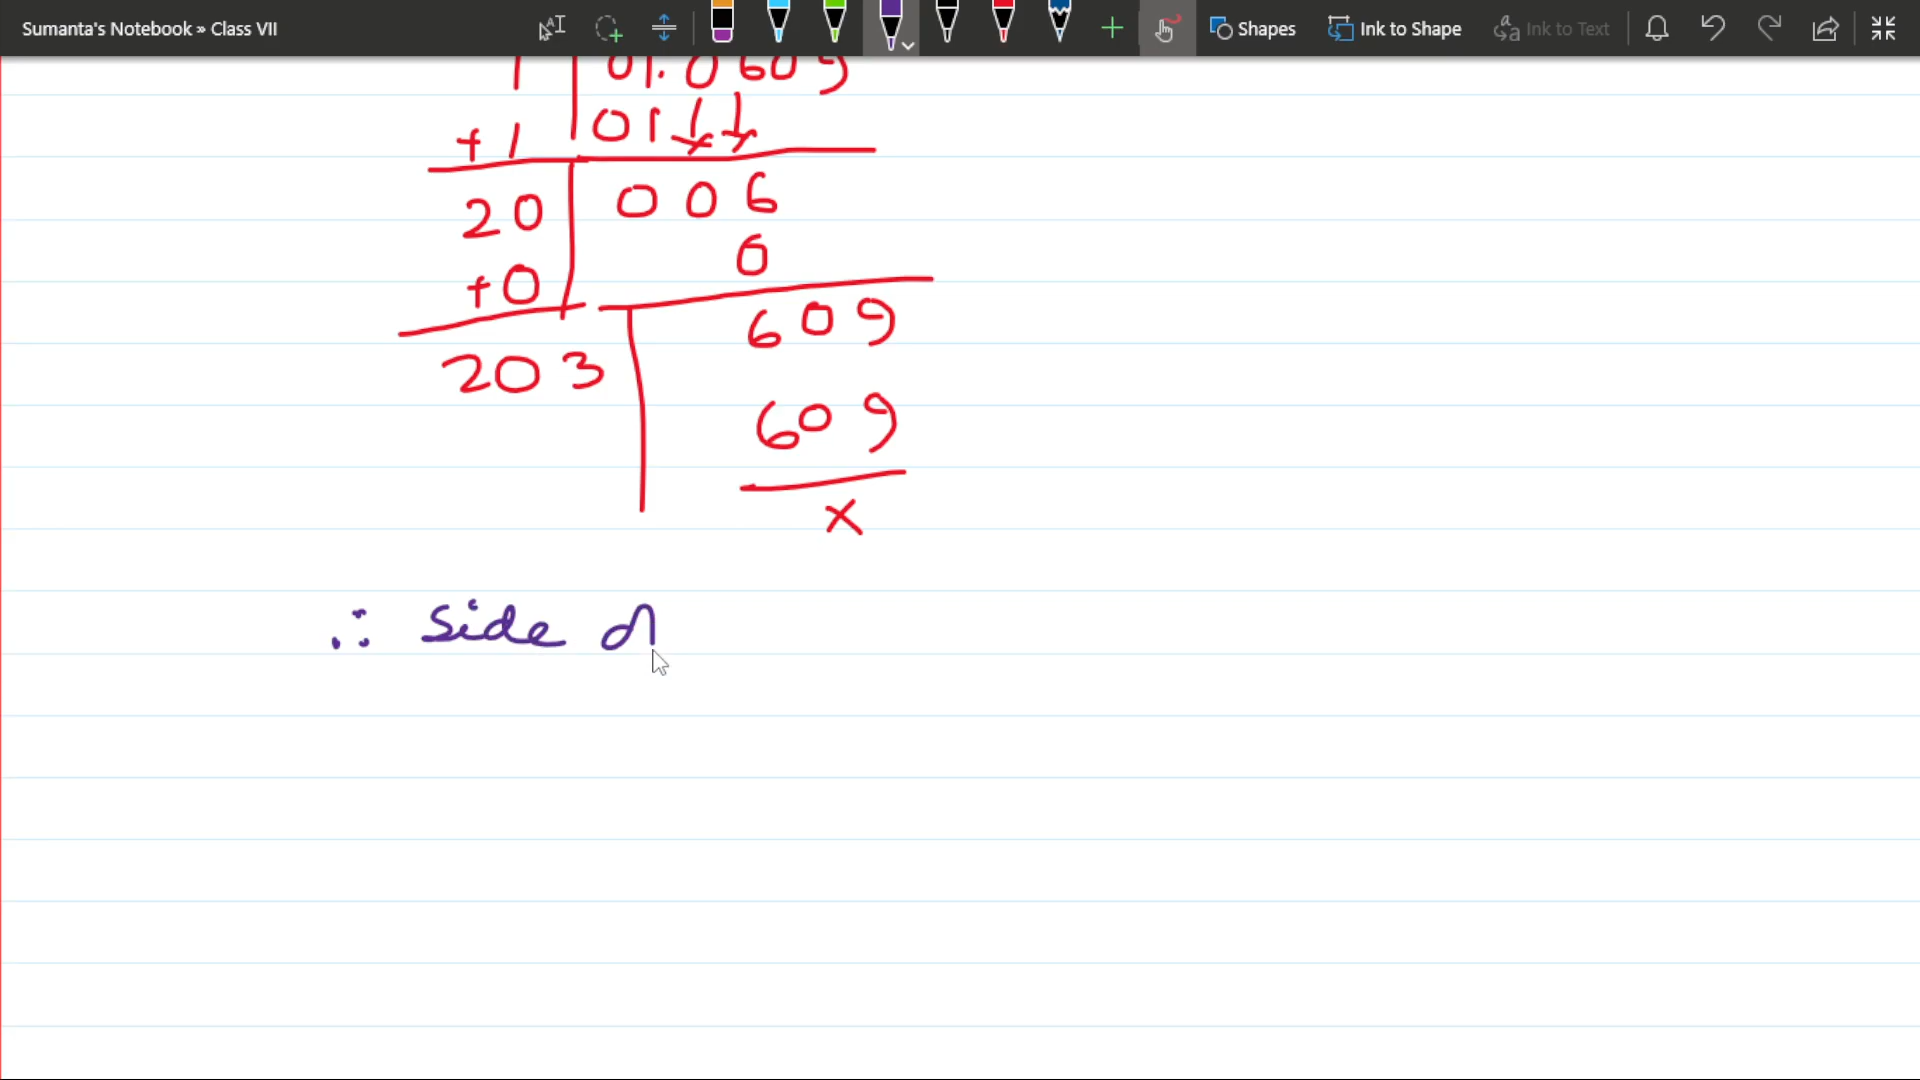 Sumanta's Notebook » Class VII
Shapes
Ink to Shape
Ink to Text
1 01.0609
+1 01
20 006
+0 0
203 609
609
x
∴ side of